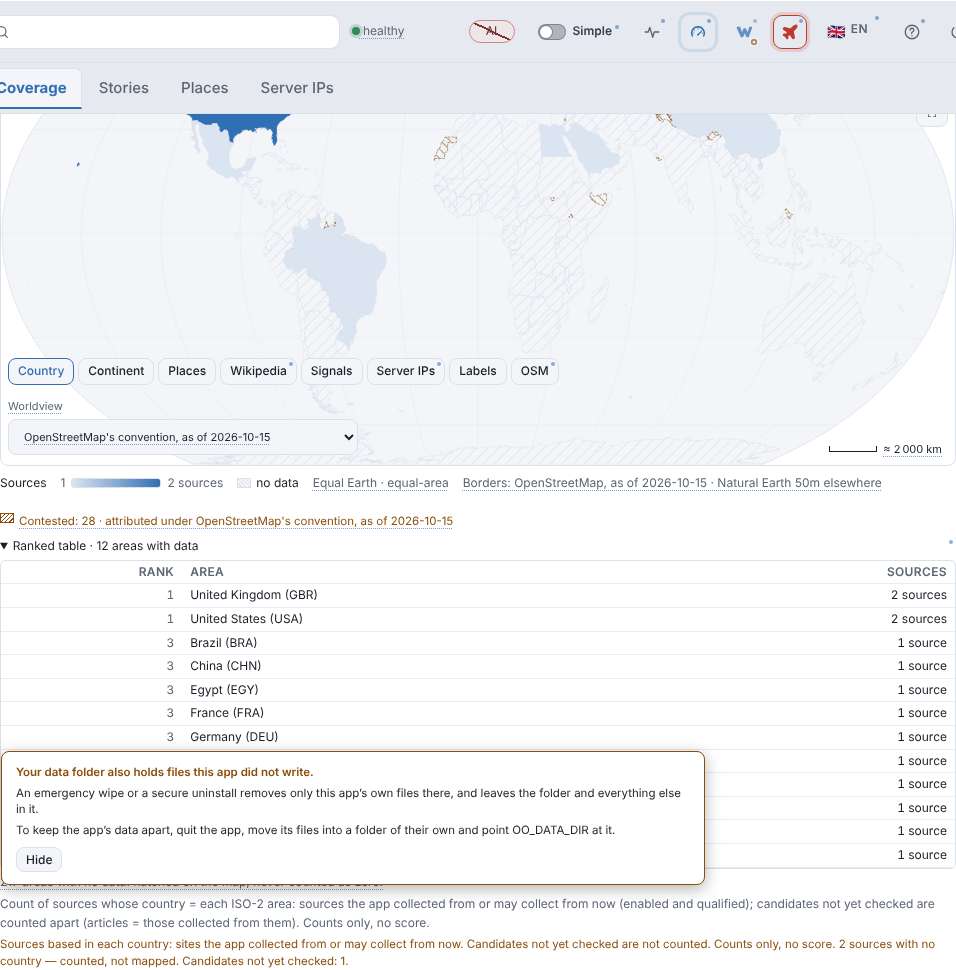 healthy
AI
Simple
W
EN
Coverage
Stories
Places
Server IPs
Country
Continent
Places
Wikipedia
Signals
Server IPs
Labels
OSM
Worldview
OpenStreetMap's convention, as of 2026-10-15
≈ 2 000 km
Sources 1 2 sources no data Equal Earth · equal-area Borders: OpenStreetMap, as of 2026-10-15 · Natural Earth 50m elsewhere
Contested: 28 · attributed under OpenStreetMap's convention, as of 2026-10-15
Ranked table · 12 areas with data
RANK AREA SOURCES
1 United Kingdom (GBR) 2 sources
1 United States (USA) 2 sources
3 Brazil (BRA) 1 source
3 China (CHN) 1 source
3 Egypt (EGY) 1 source
3 France (FRA) 1 source
3 Germany (DEU) 1 source
1 source
1 source
1 source
1 source
1 source
Your data folder also holds files this app did not write.
An emergency wipe or a secure uninstall removes only this app’s own files there, and leaves the folder and everything else
in it.
To keep the app’s data apart, quit the app, move its files into a folder of their own and point OO_DATA_DIR at it.
Hide
Count of sources whose country = each ISO-2 area: sources the app collected from or may collect from now (enabled and qualified); candidates not yet checked are
counted apart (articles = those collected from them). Counts only, no score.
Sources based in each country: sites the app collected from or may collect from now. Candidates not yet checked are not counted. Counts only, no score. 2 sources with no
country — counted, not mapped. Candidates not yet checked: 1.